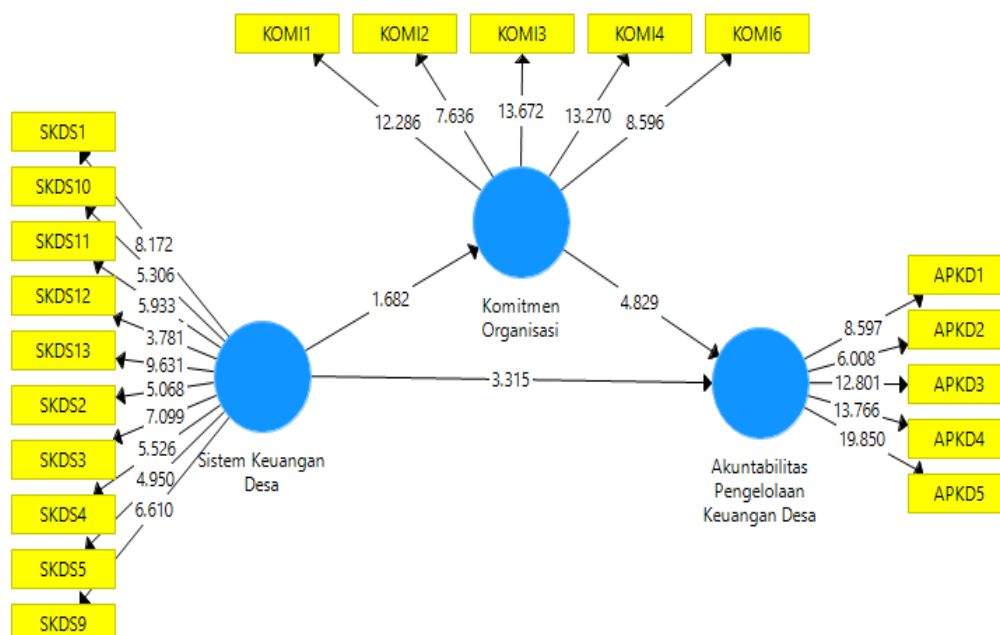 KOMI1
KOMI2
KOMI3
KOMI4
KOMI6
12.286
7.636
13.672
13.270
8.596
SKDS1
SKDS10
SKDS11
SKDS12
SKDS13
SKDS2
SKDS3
SKDS4
SKDS5
SKDS9
8.172
5.306
5.933
3.781
9.631
5.068
7.099
5.526
4.950
6.610
Sistem Keuangan
Desa
1.682
Komitmen
Organisasi
4.829
3.315
Akuntabilitas
Pengelolaan
Keuangan Desa
8.597
6.008
12.801
13.766
19.850
APKD1
APKD2
APKD3
APKD4
APKD5